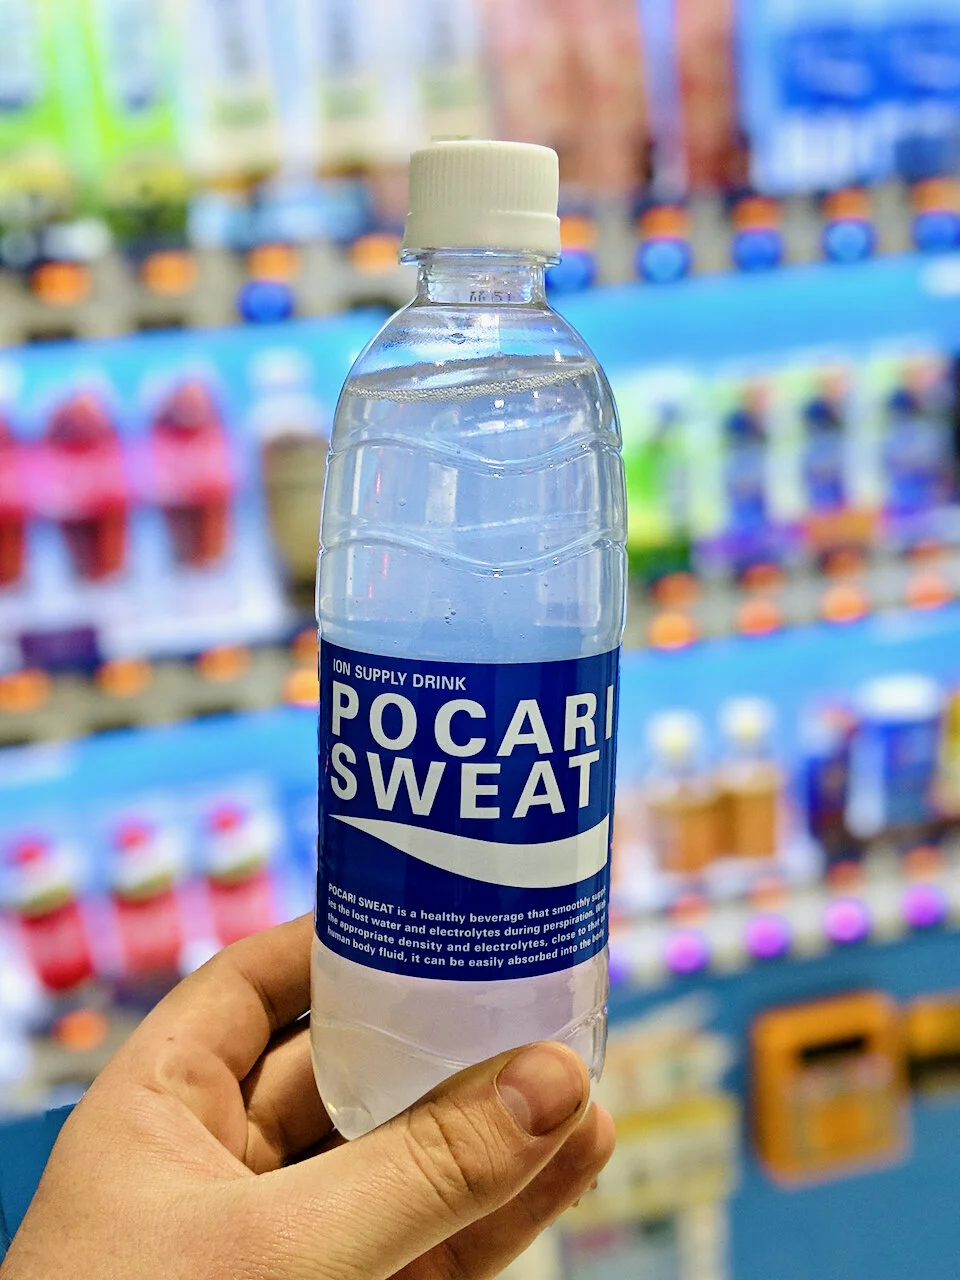 ION SUPPLY DRINK
POCARI
SWEAT
POCARI SWEAT is a healthy beverage that smoothly
the lost water and electrolytes during perspiration.
the appropriate density and electrolytes, close to that
human body fluid, it can be easily absorbed into the